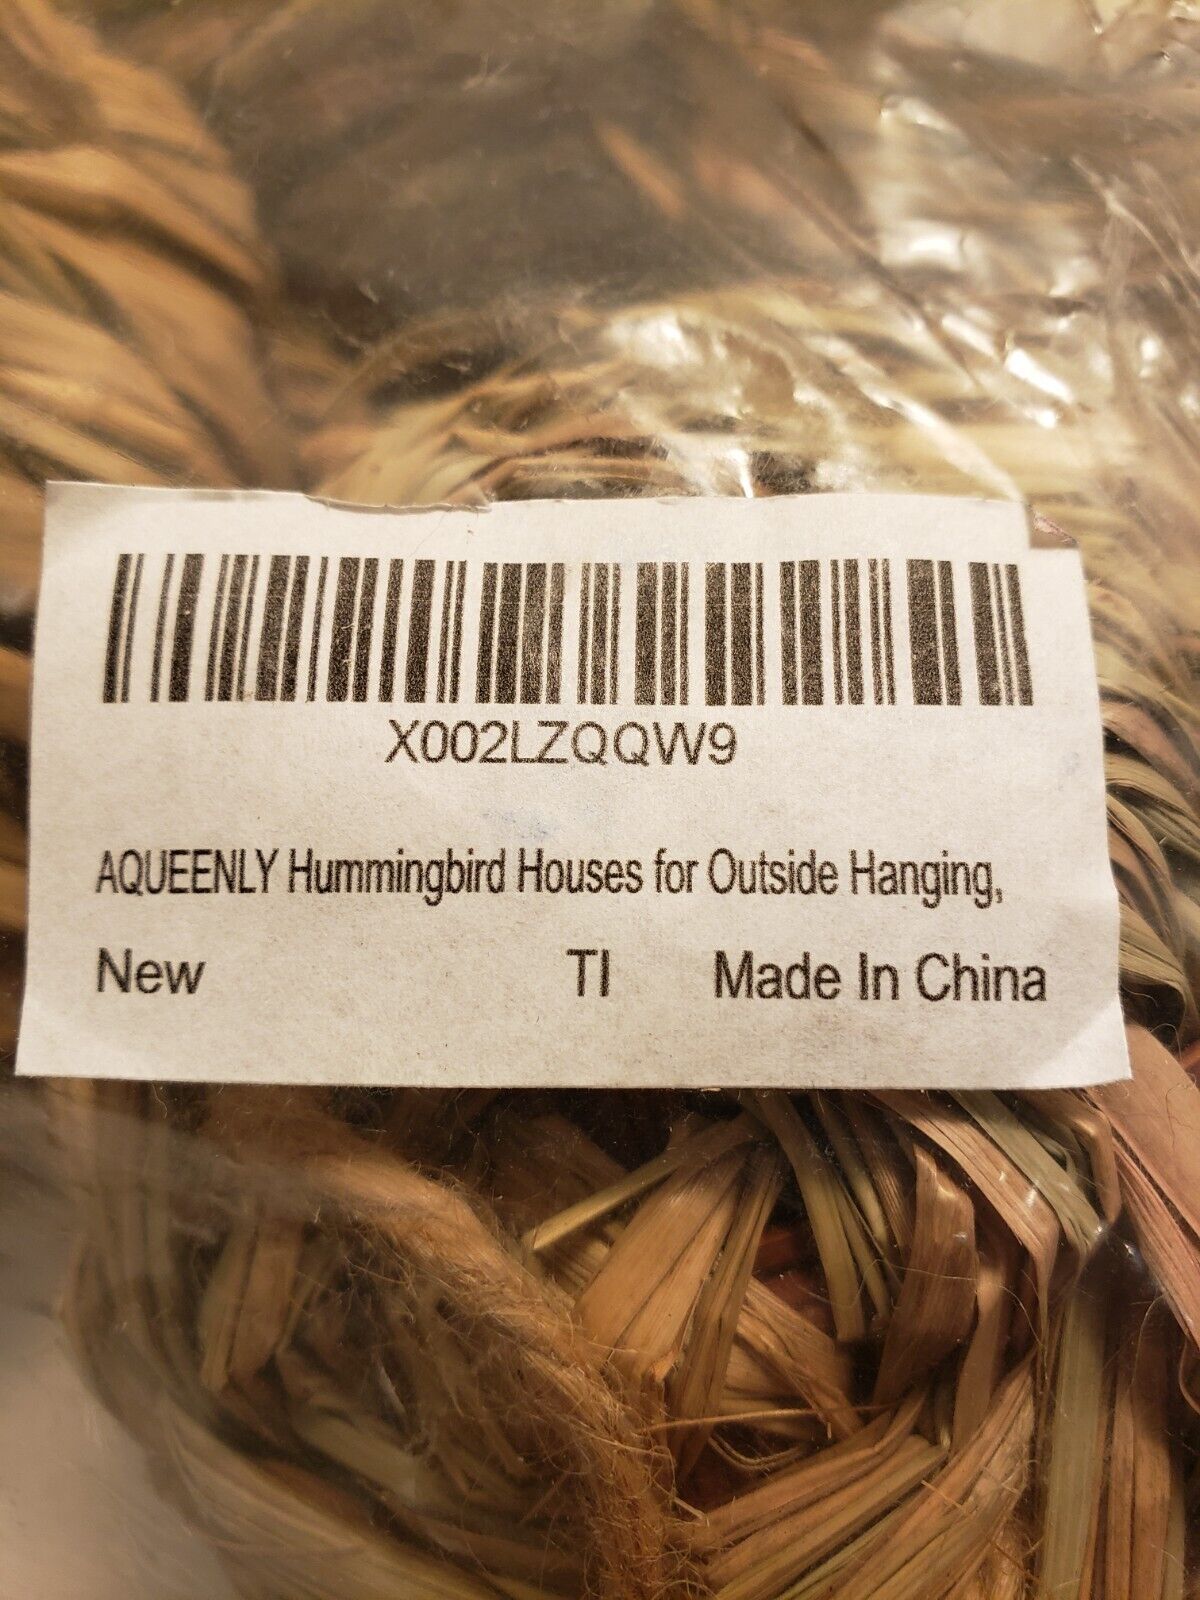 X002LZQQW9
AQUEENLY Hummingbird Houses for Outside Hanging,
New TI Made In China